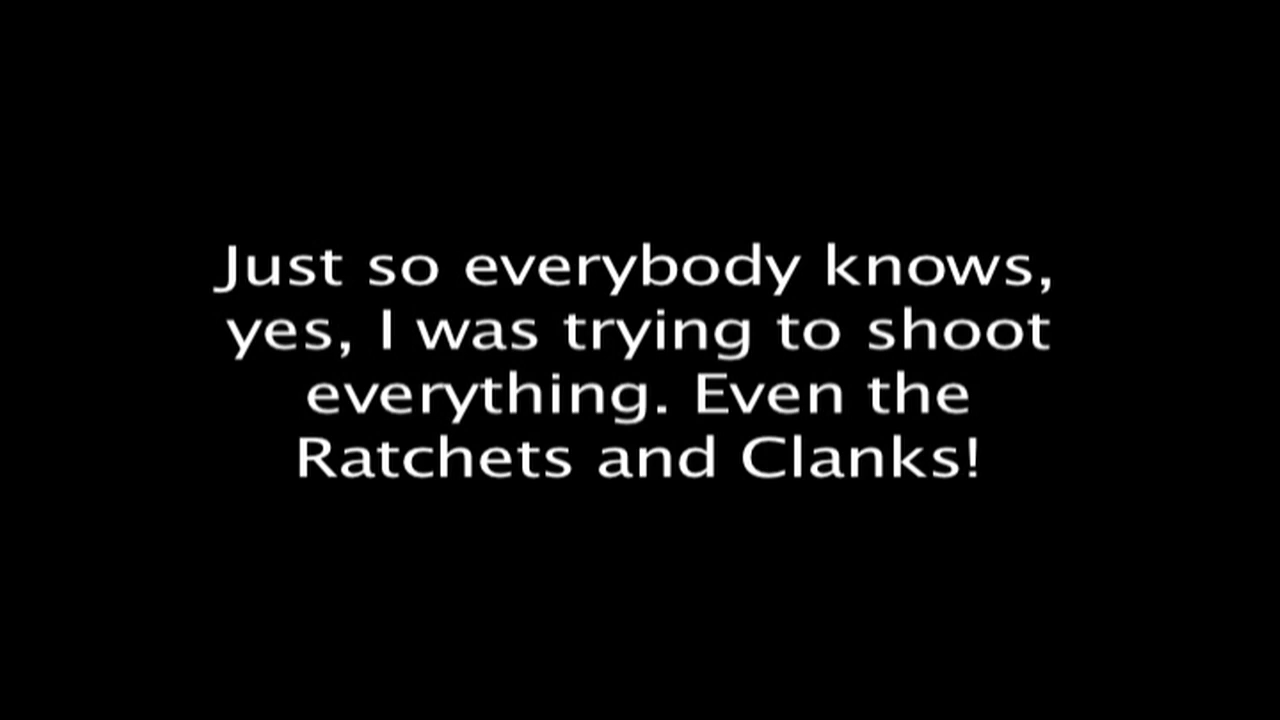 Just so everybody knows,
yes, I was trying to shoot
everything. Even the
Ratchets and Clanks!